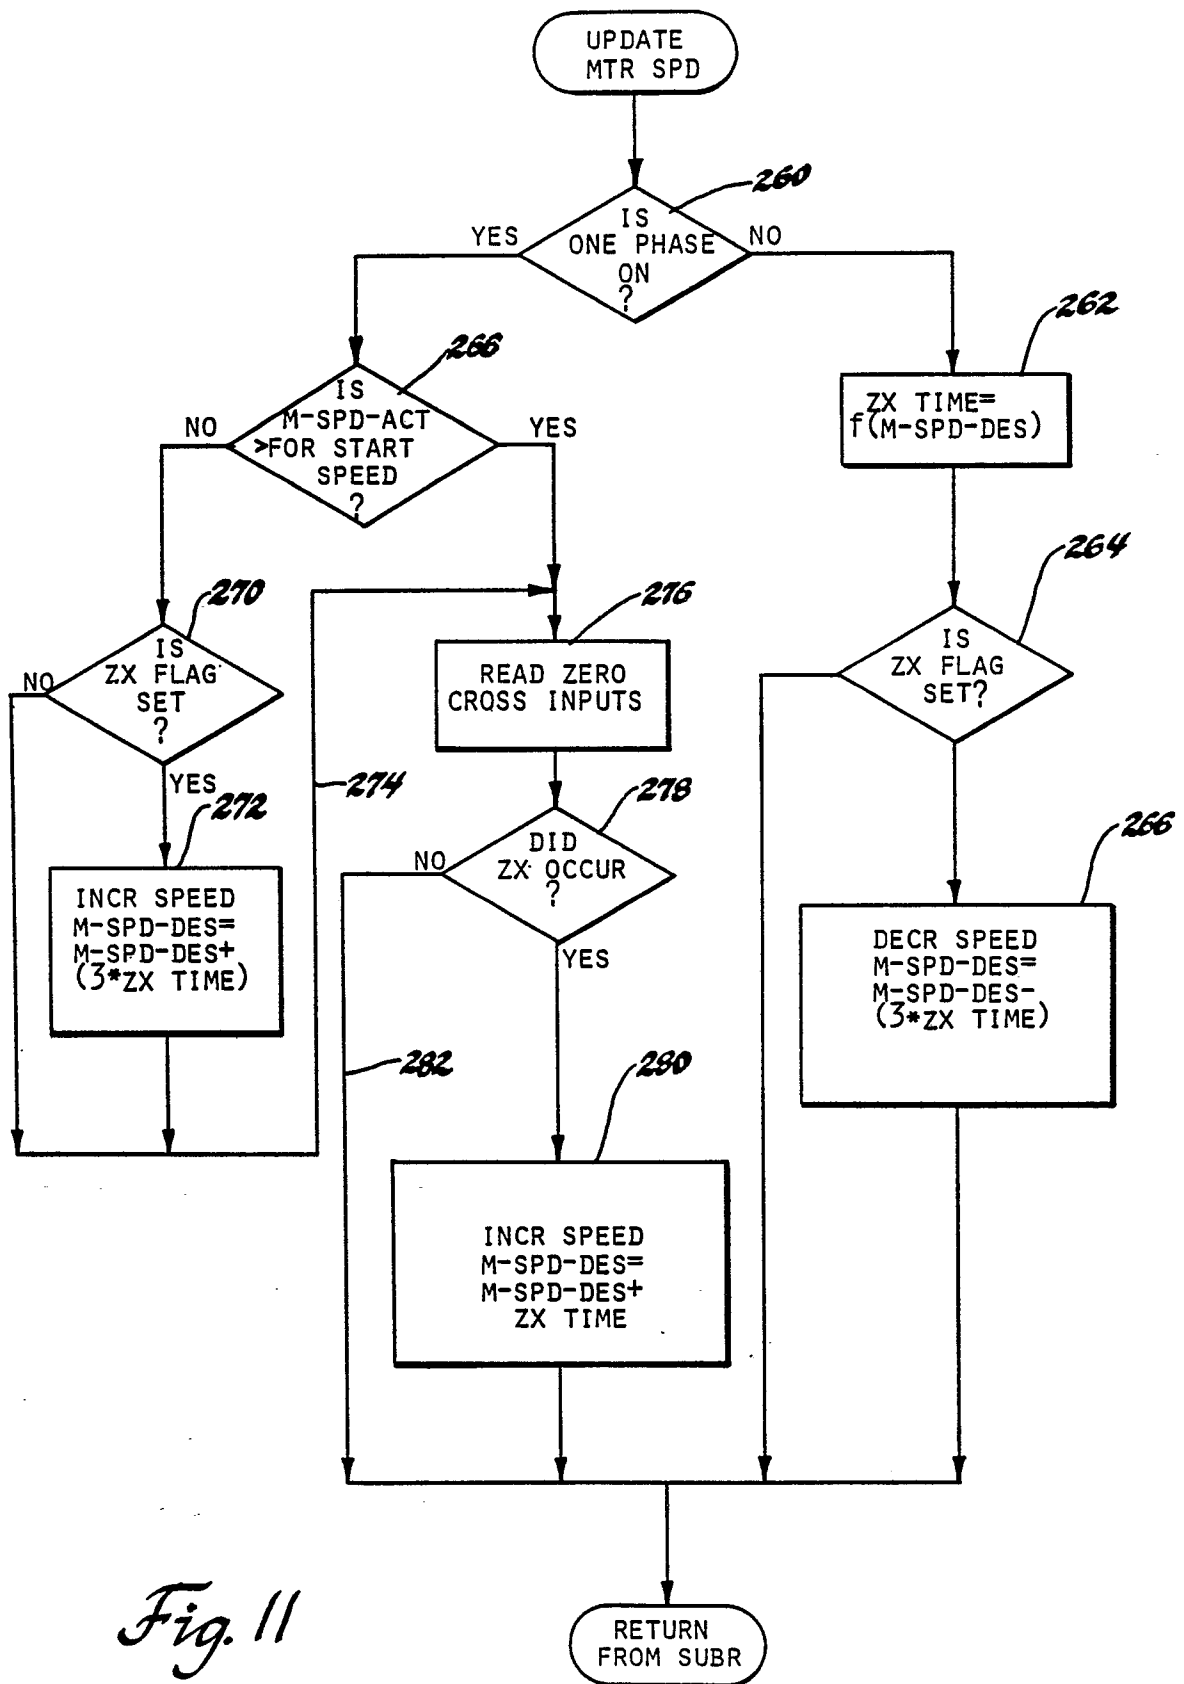 UPDATE
MTR SPD
260
IS
ONE PHASE
ON
?
YES
NO
262
ZX TIME=
f(M-SPD-DES)
266
IS
M-SPD-ACT
>FOR START
SPEED
?
NO
YES
264
IS
ZX FLAG
SET?
270
IS
ZX FLAG
SET
?
NO
YES
276
READ ZERO
CROSS INPUTS
274
272
INCR SPEED
M-SPD-DES=
M-SPD-DES+
(3*ZX TIME)
278
DID
ZX OCCUR
?
NO
YES
266
DECR SPEED
M-SPD-DES=
M-SPD-DES-
(3*ZX TIME)
282
280
INCR SPEED
M-SPD-DES=
M-SPD-DES+
ZX TIME
RETURN
FROM SUBR
Fig. 11